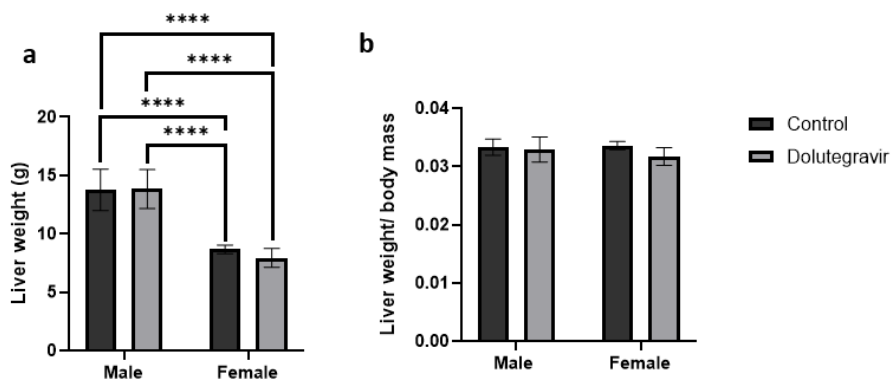 a
****
****
****
****
Liver weight (g)
20
15
10
5
0
Male
Female
b
Liver weight/ body mass
0.04
0.03
0.02
0.01
0.00
Male
Female
Control
Dolutegravir